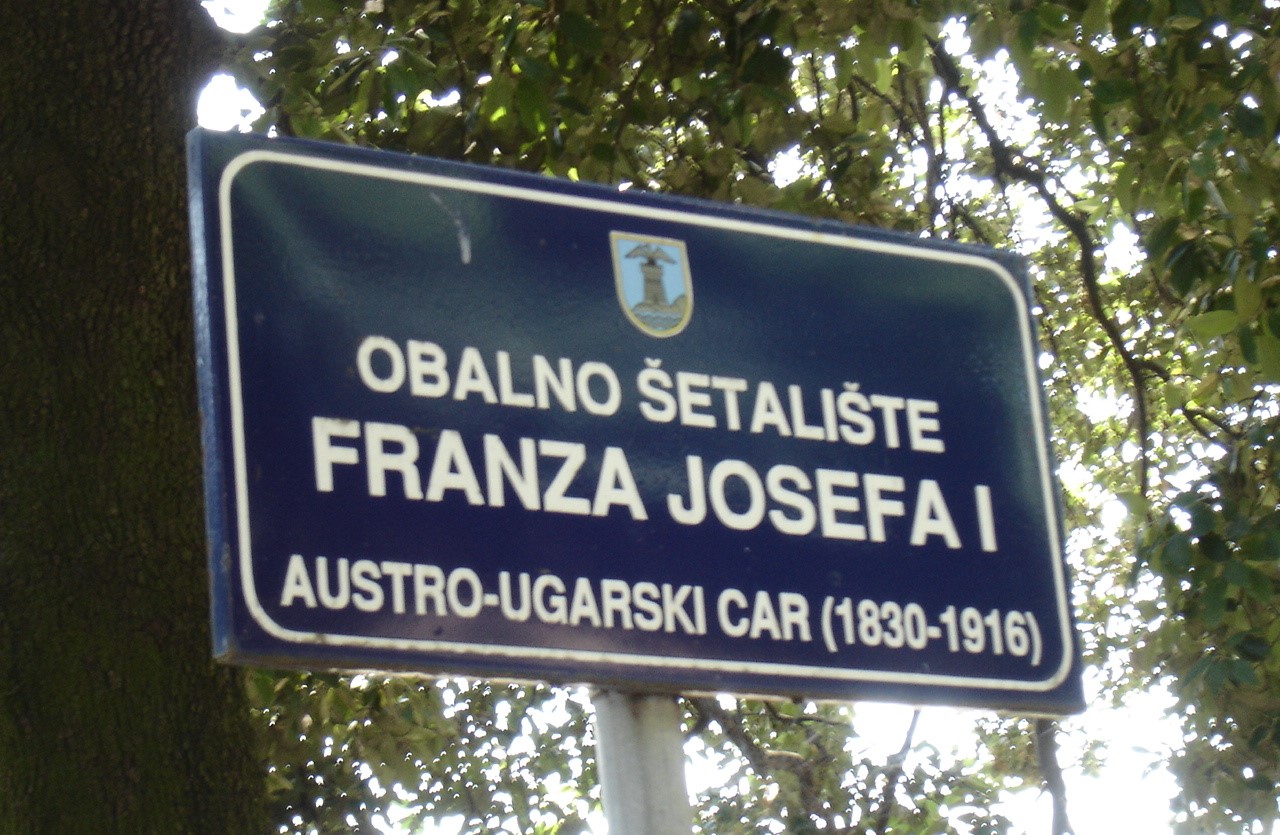 OBALNO ŠETALIŠTE
FRANZA JOSEFA I
AUSTRO-UGARSKI CAR (1830-1916)